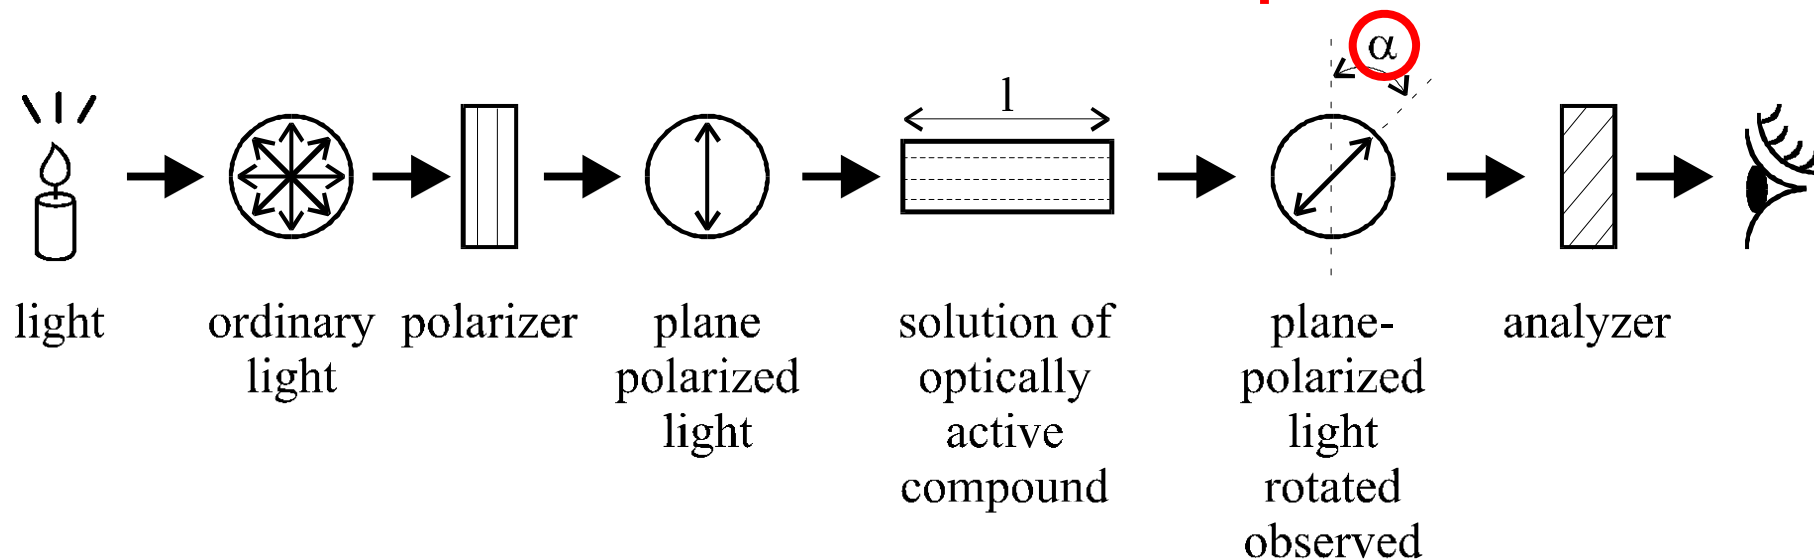 α
l
light
ordinary
light
polarizer
plane
polarized
light
solution of
optically
active
compound
plane-
polarized
light
rotated
observed
analyzer